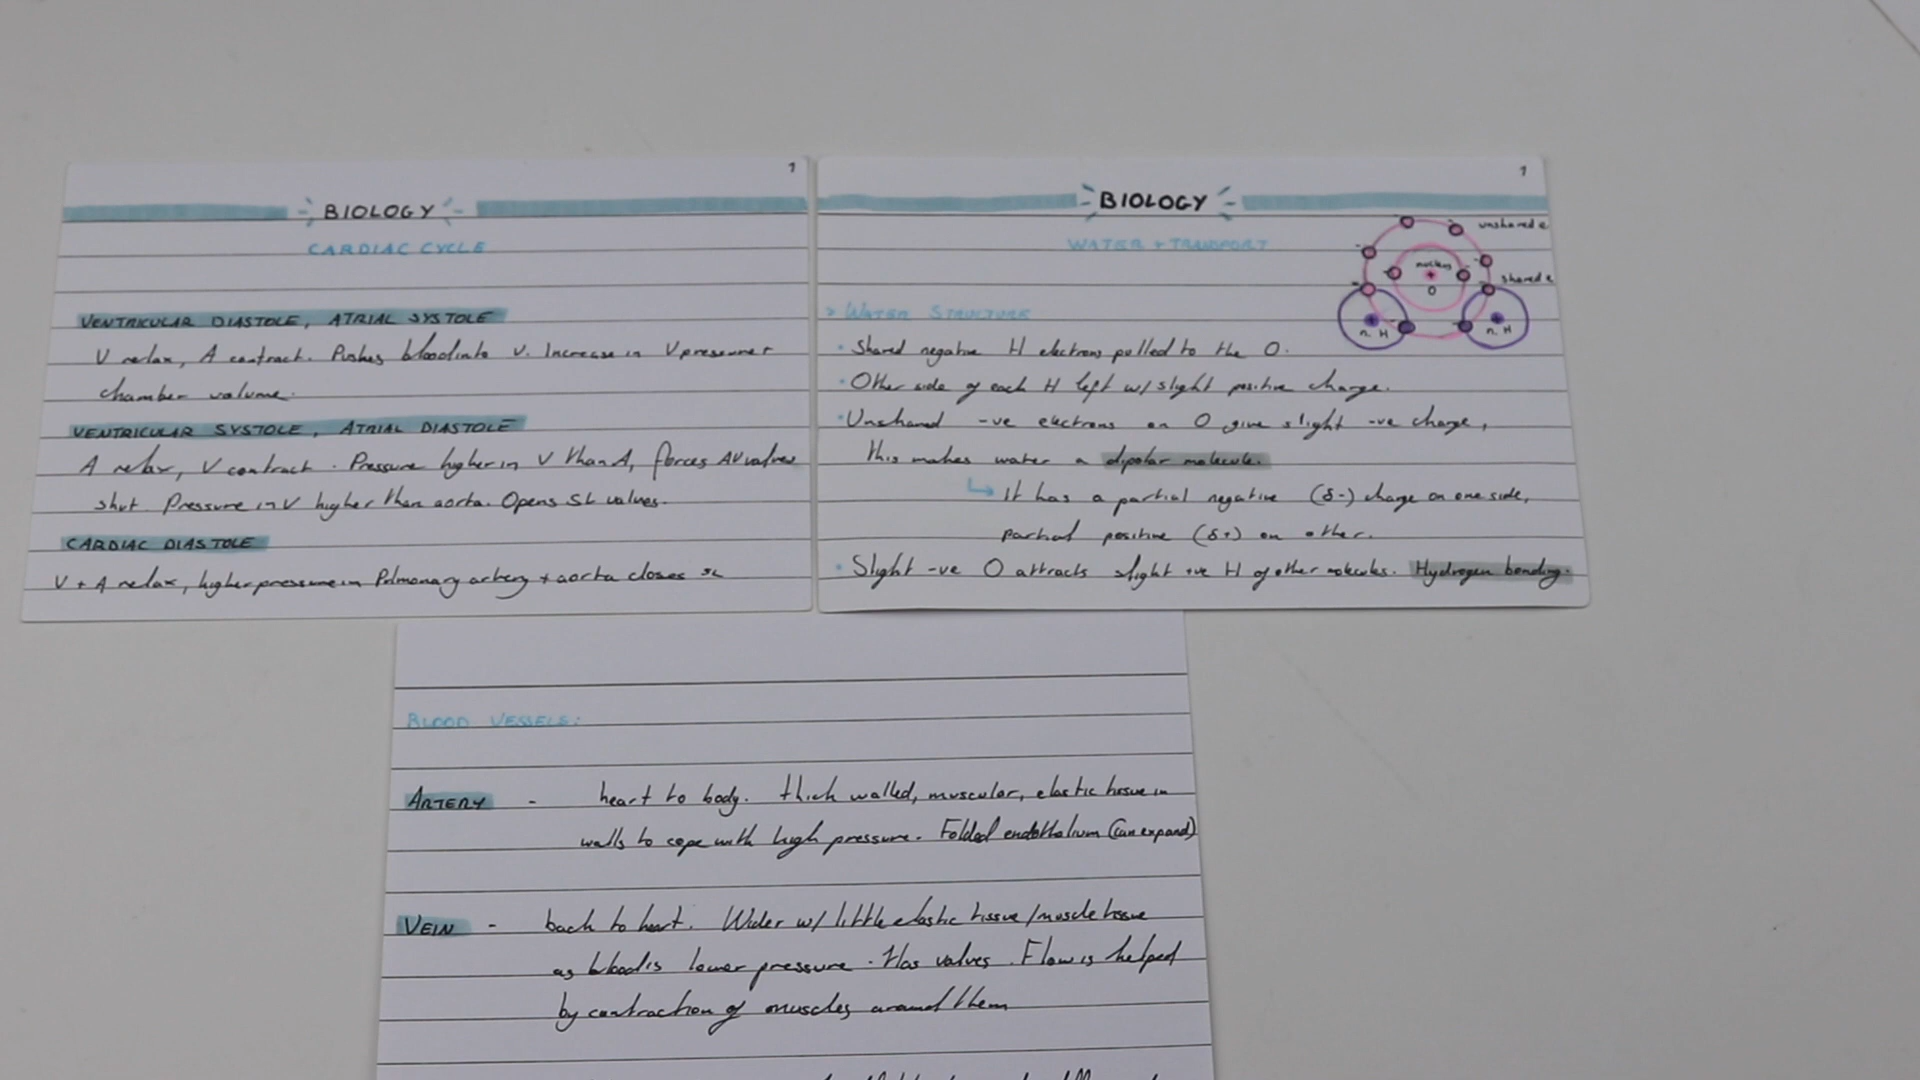 1
BIOLOGY
CARDIAC CYCLE
VENTRICULAR DIASTOLE, ATRIAL SYSTOLE
V relax, A contract. Pushes blood into V. Increase in V pressure +
chamber volume.
VENTRICULAR SYSTOLE, ATRIAL DIASTOLE
A relax, V contract. Pressure higher in V than A, forces AV valves
shut. Pressure in V higher than aorta. Opens SL valves.
CARDIAC DIASTOLE
V + A relax, higher pressure in Pulmonary artery + aorta closes SL
1
BIOLOGY
WATER + TRANSPORT
unshared e
shared e
nucleus
O
n. H
n. H
> WATER STRUCTURE
• Shared negative H electrons pulled to the O.
• Other side of each H left w/ slight positive charge.
• Unshared -ve electrons on O give slight -ve charge,
this makes water a dipolar molecule.
↳ It has a partial negative (δ-) charge on one side,
partial positive (δ+) on other.
• Slight -ve O attracts slight +ve H of other molecules. Hydrogen bonding.
BLOOD VESSELS:
ARTERY - heart to body. Thick walled, muscular, elastic tissue in
walls to cope with high pressure. Folded endothelium (can expand)
VEIN - back to heart. Wider w/ little elastic tissue/muscle tissue
as blood is lower pressure. Has valves. Flow is helped
by contraction of muscles around them